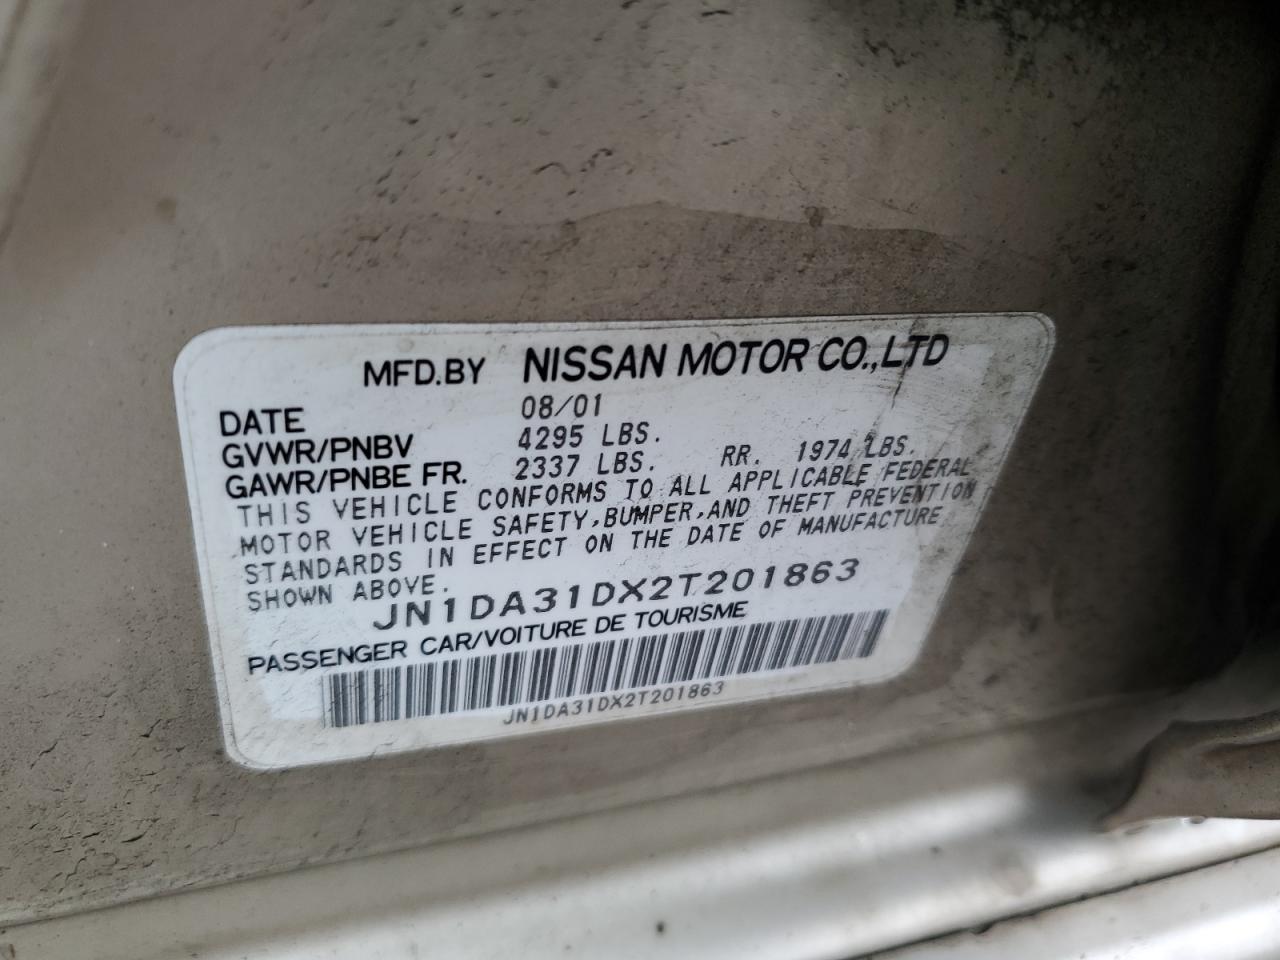 MFD.BY NISSAN MOTOR CO.,LTD
DATE 08/01
GVWR/PNBV 4295 LBS.
GAWR/PNBE FR. 2337 LBS. RR. 1974 LBS.
THIS VEHICLE CONFORMS TO ALL APPLICABLE FEDERAL
MOTOR VEHICLE SAFETY,BUMPER,AND THEFT PREVENTION
STANDARDS IN EFFECT ON THE DATE OF MANUFACTURE
SHOWN ABOVE.
JN1DA31DX2T201863
PASSENGER CAR/VOITURE DE TOURISME
JN1DA31DX2T201863